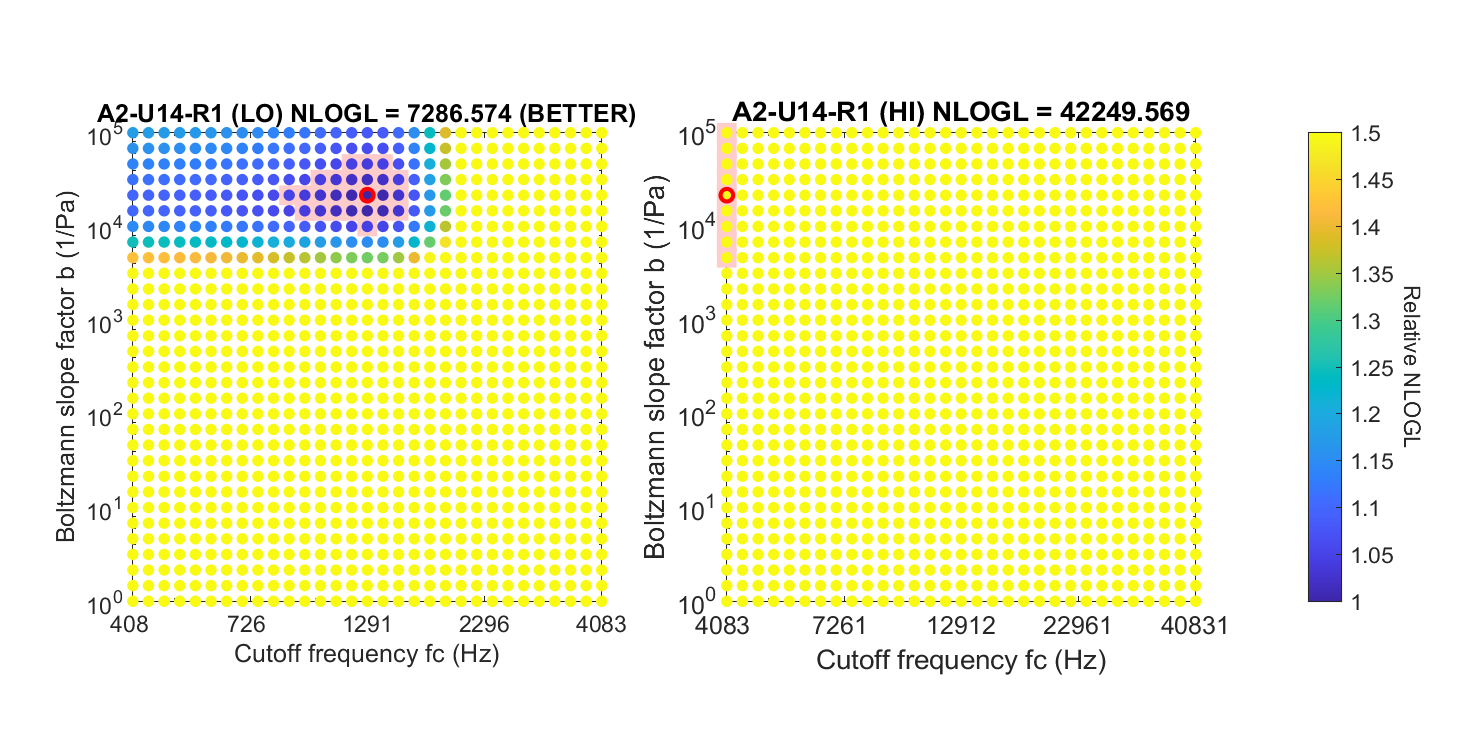 A2-U14-R1 (LO) NLOGL = 7286.574 (BETTER)
10^5
10^4
10^3
10^2
10^1
10^0
Boltzmann slope factor b (1/Pa)
408 726 1291 2296 4083
Cutoff frequency fc (Hz)
A2-U14-R1 (HI) NLOGL = 42249.569
10^5
10^4
10^3
10^2
10^1
10^0
Boltzmann slope factor b (1/Pa)
4083 7261 12912 22961 40831
Cutoff frequency fc (Hz)
1.5
1.45
1.4
1.35
1.3
1.25
1.2
1.15
1.1
1.05
1
Relative NLOGL